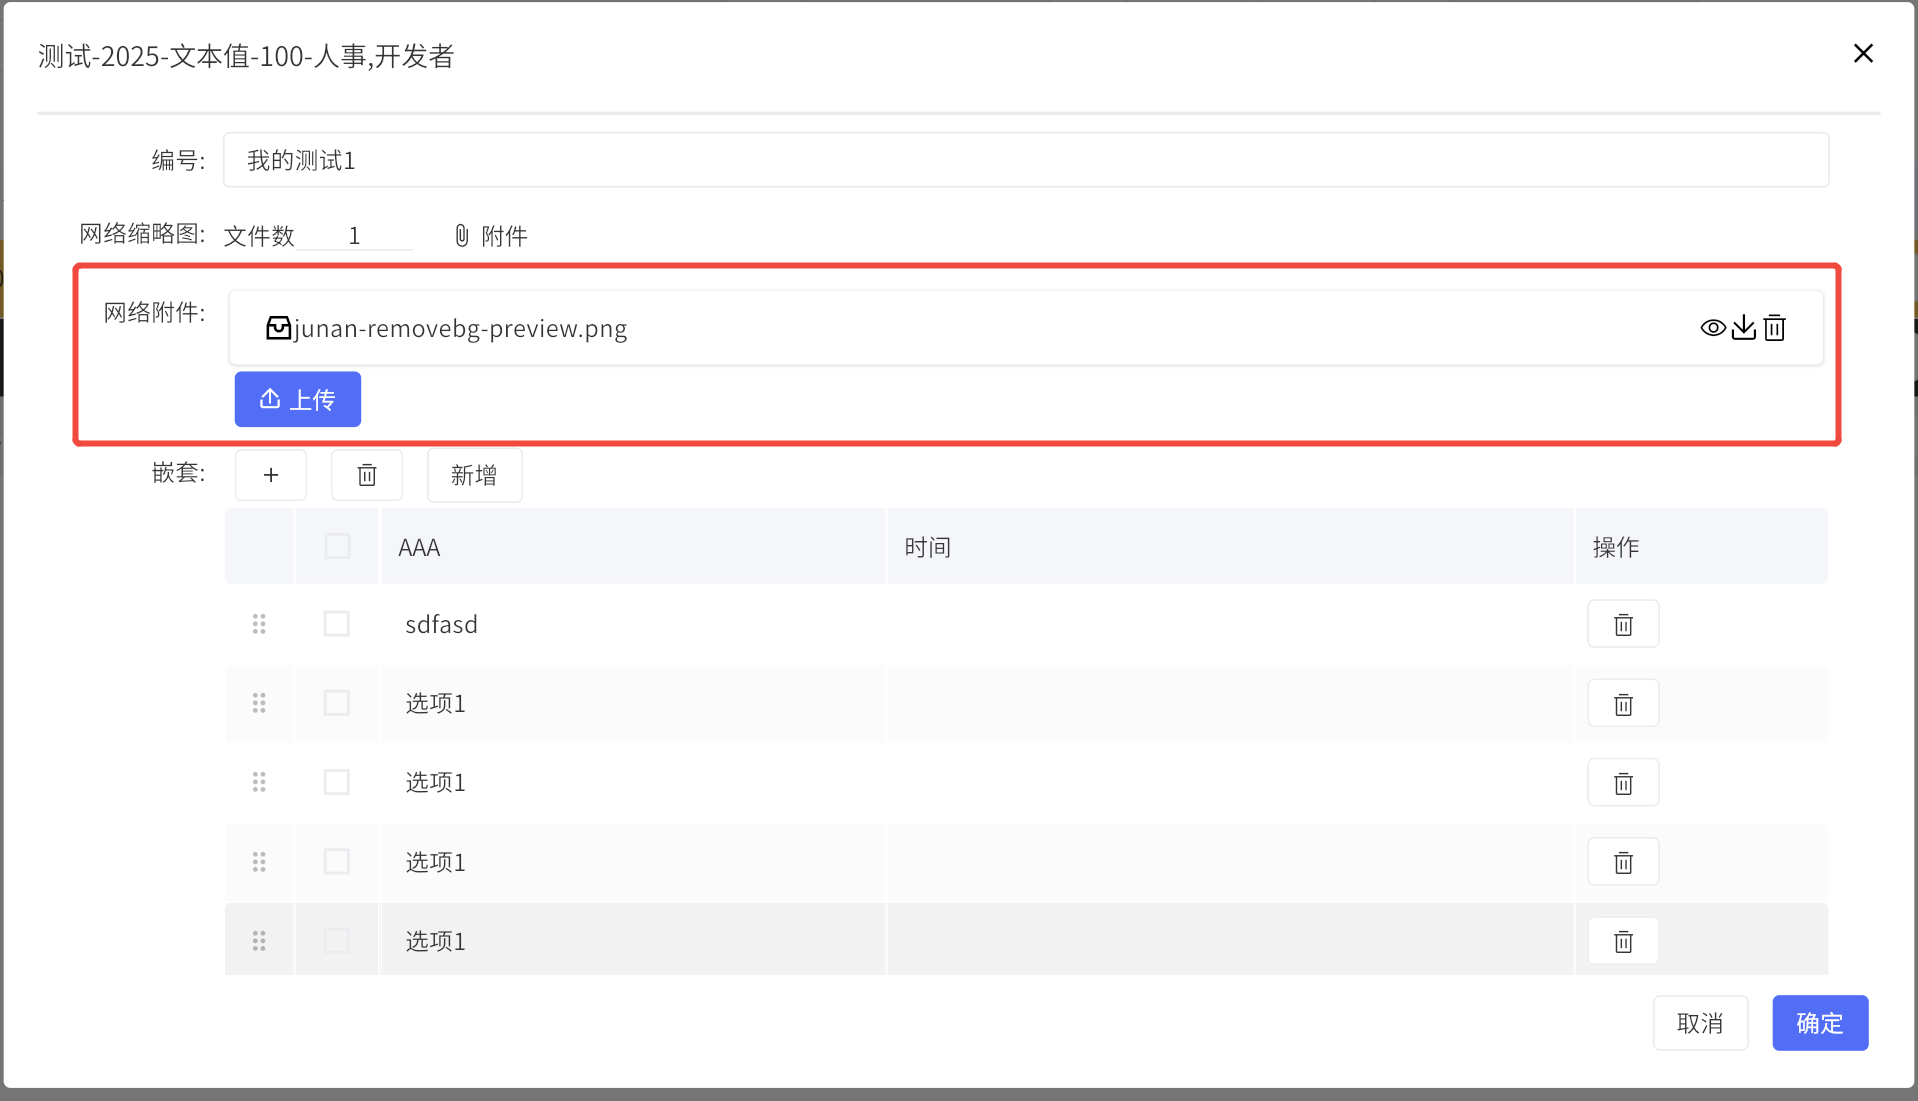 测试-2025-文本值-100-人事,开发者
编号: 我的测试1
网络缩略图: 文件数 1 附件
网络附件: junan-removebg-preview.png
上传
嵌套: + 新增
AAA 时间 操作
sdfasd
选项1
选项1
选项1
选项1
取消 确定